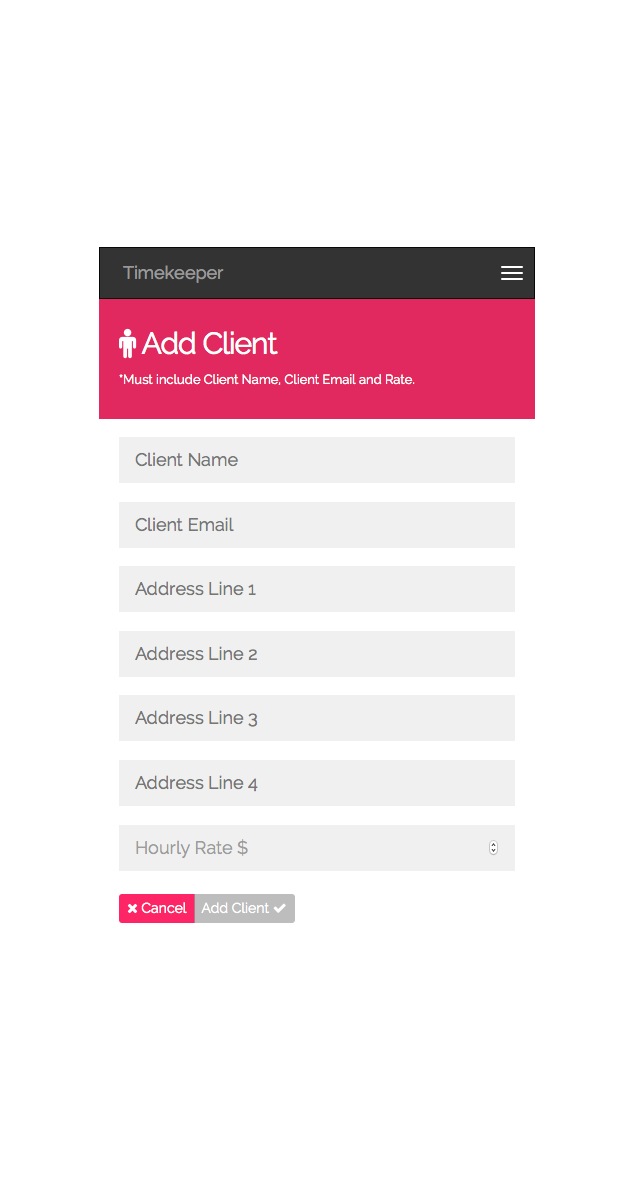 Timekeeper
Add Client
*Must include Client Name, Client Email and Rate.
Client Name
Client Email
Address Line 1
Address Line 2
Address Line 3
Address Line 4
Hourly Rate $
Cancel Add Client